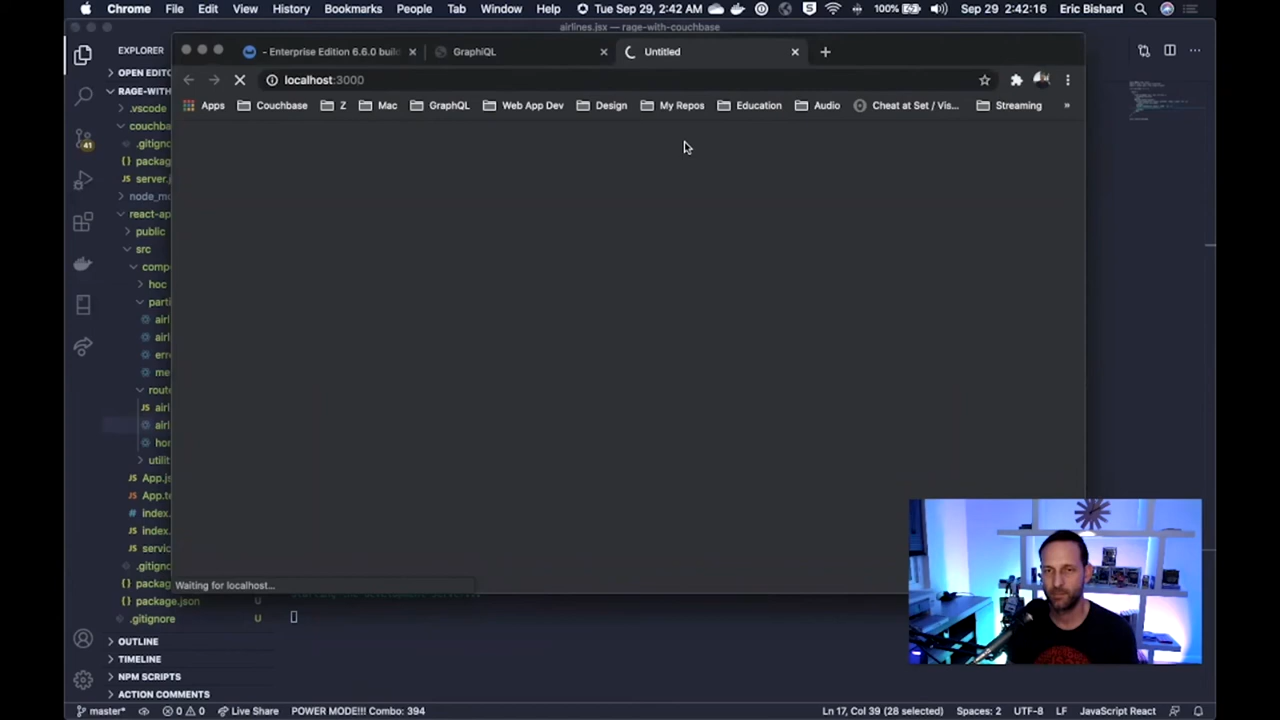 Chrome File Edit View History Bookmarks People Tab Window Help Tue Sep 29, 2:42 AM 100% Sep 29 2:42:16 Eric Bishard
airlines.jsx — rage-with-couchbase
EXPLORER
- Enterprise Edition 6.6.0 build
GraphiQL
Untitled
OPEN EDITO
localhost:3000
RAGE-WITH
Apps Couchbase Z Mac GraphQL Web App Dev Design My Repos Education Audio Cheat at Set / Vis... Streaming »
.vscode
couchba
.gitigno
41
packag
server.j
node_mo
react-ap
public
src
compo
hoc
parti
airl
airl
erro
me
route
airl
airl
hor
utilit
App.js
App.te
index.
index.
servic
.gitigno
packag
Waiting for localhost...
package.json U
.gitignore U
OUTLINE
TIMELINE
NPM SCRIPTS
ACTION COMMENTS
master* 0 0 Live Share POWER MODE!!! Combo: 394 Ln 17, Col 39 (28 selected) Spaces: 2 UTF-8 LF JavaScript React